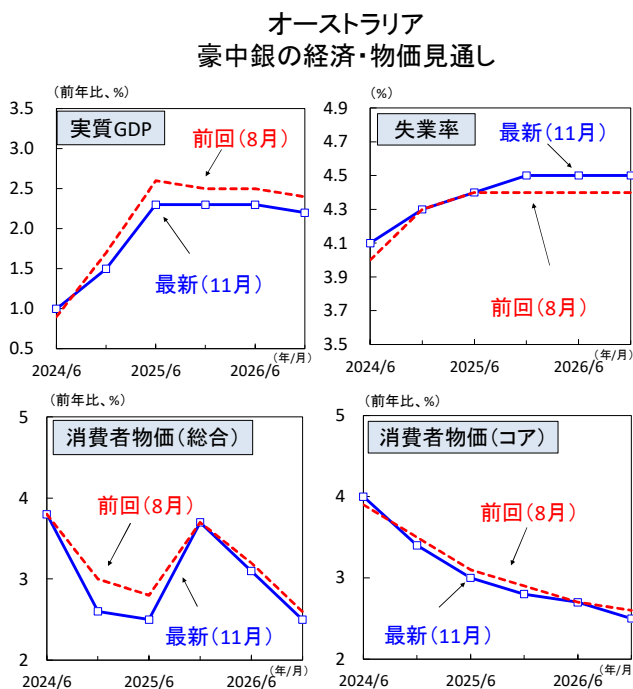 オーストラリア
豪中銀の経済・物価見通し
(前年比、%)
実質GDP
3.5
3.0
2.5
2.0
1.5
1.0
0.5
前回(8月)
最新(11月)
(年/月)
2024/6
2025/6
2026/6
(%)
失業率
4.9
4.7
4.5
4.3
4.1
3.9
3.7
3.5
最新(11月)
前回(8月)
(年/月)
2024/6
2025/6
2026/6
(前年比、%)
消費者物価(総合)
5
4
3
2
前回(8月)
最新(11月)
(年/月)
2024/6
2025/6
2026/6
(前年比、%)
消費者物価(コア)
5
4
3
2
前回(8月)
最新(11月)
(年/月)
2024/6
2025/6
2026/6